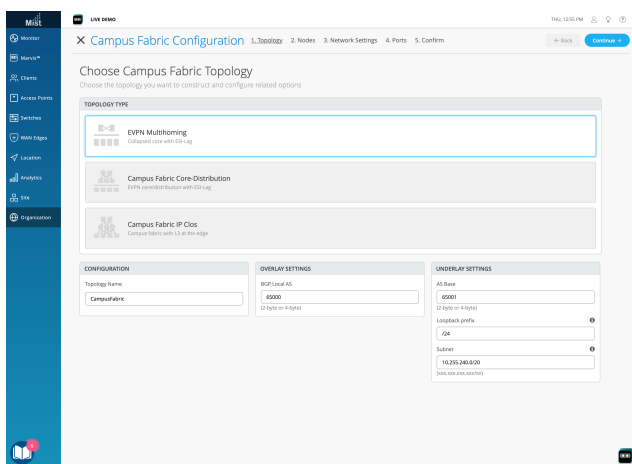 Mist
LIVE DEMO
THU, 12:55 PM
Monitor
Marvis™
Clients
Access Points
Switches
WAN Edges
Location
Analytics
Site
Organization
Campus Fabric Configuration
1. Topology 2. Nodes 3. Network Settings 4. Ports 5. Confirm
← Back
Continue →
Choose Campus Fabric Topology
Choose the topology you want to construct and configure related options
TOPOLOGY TYPE
EVPN Multihoming
Collapsed core with ESI-Lag
Campus Fabric Core-Distribution
EVPN core/distribution with ESI-Lag
Campus Fabric IP Clos
Campus fabric with L3 at the edge
CONFIGURATION
Topology Name
CampusFabric
OVERLAY SETTINGS
BGP Local AS
65000
(2-byte or 4-byte)
UNDERLAY SETTINGS
AS Base
65001
(2-byte or 4-byte)
Loopback prefix
/24
Subnet
10.255.240.0/20
(xxx.xxx.xxx.xxx/xx)